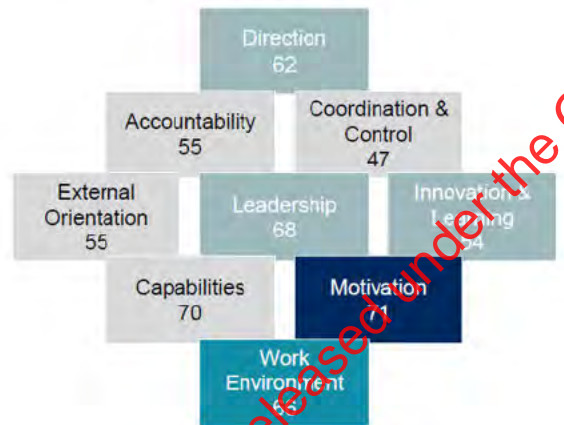 Direction
62
Accountability
55
Coordination &
Control
47
External
Orientation
55
Leadership
68
Innovation &
Learning
Capabilities
70
Motivation
71
Work
Environment
released under the